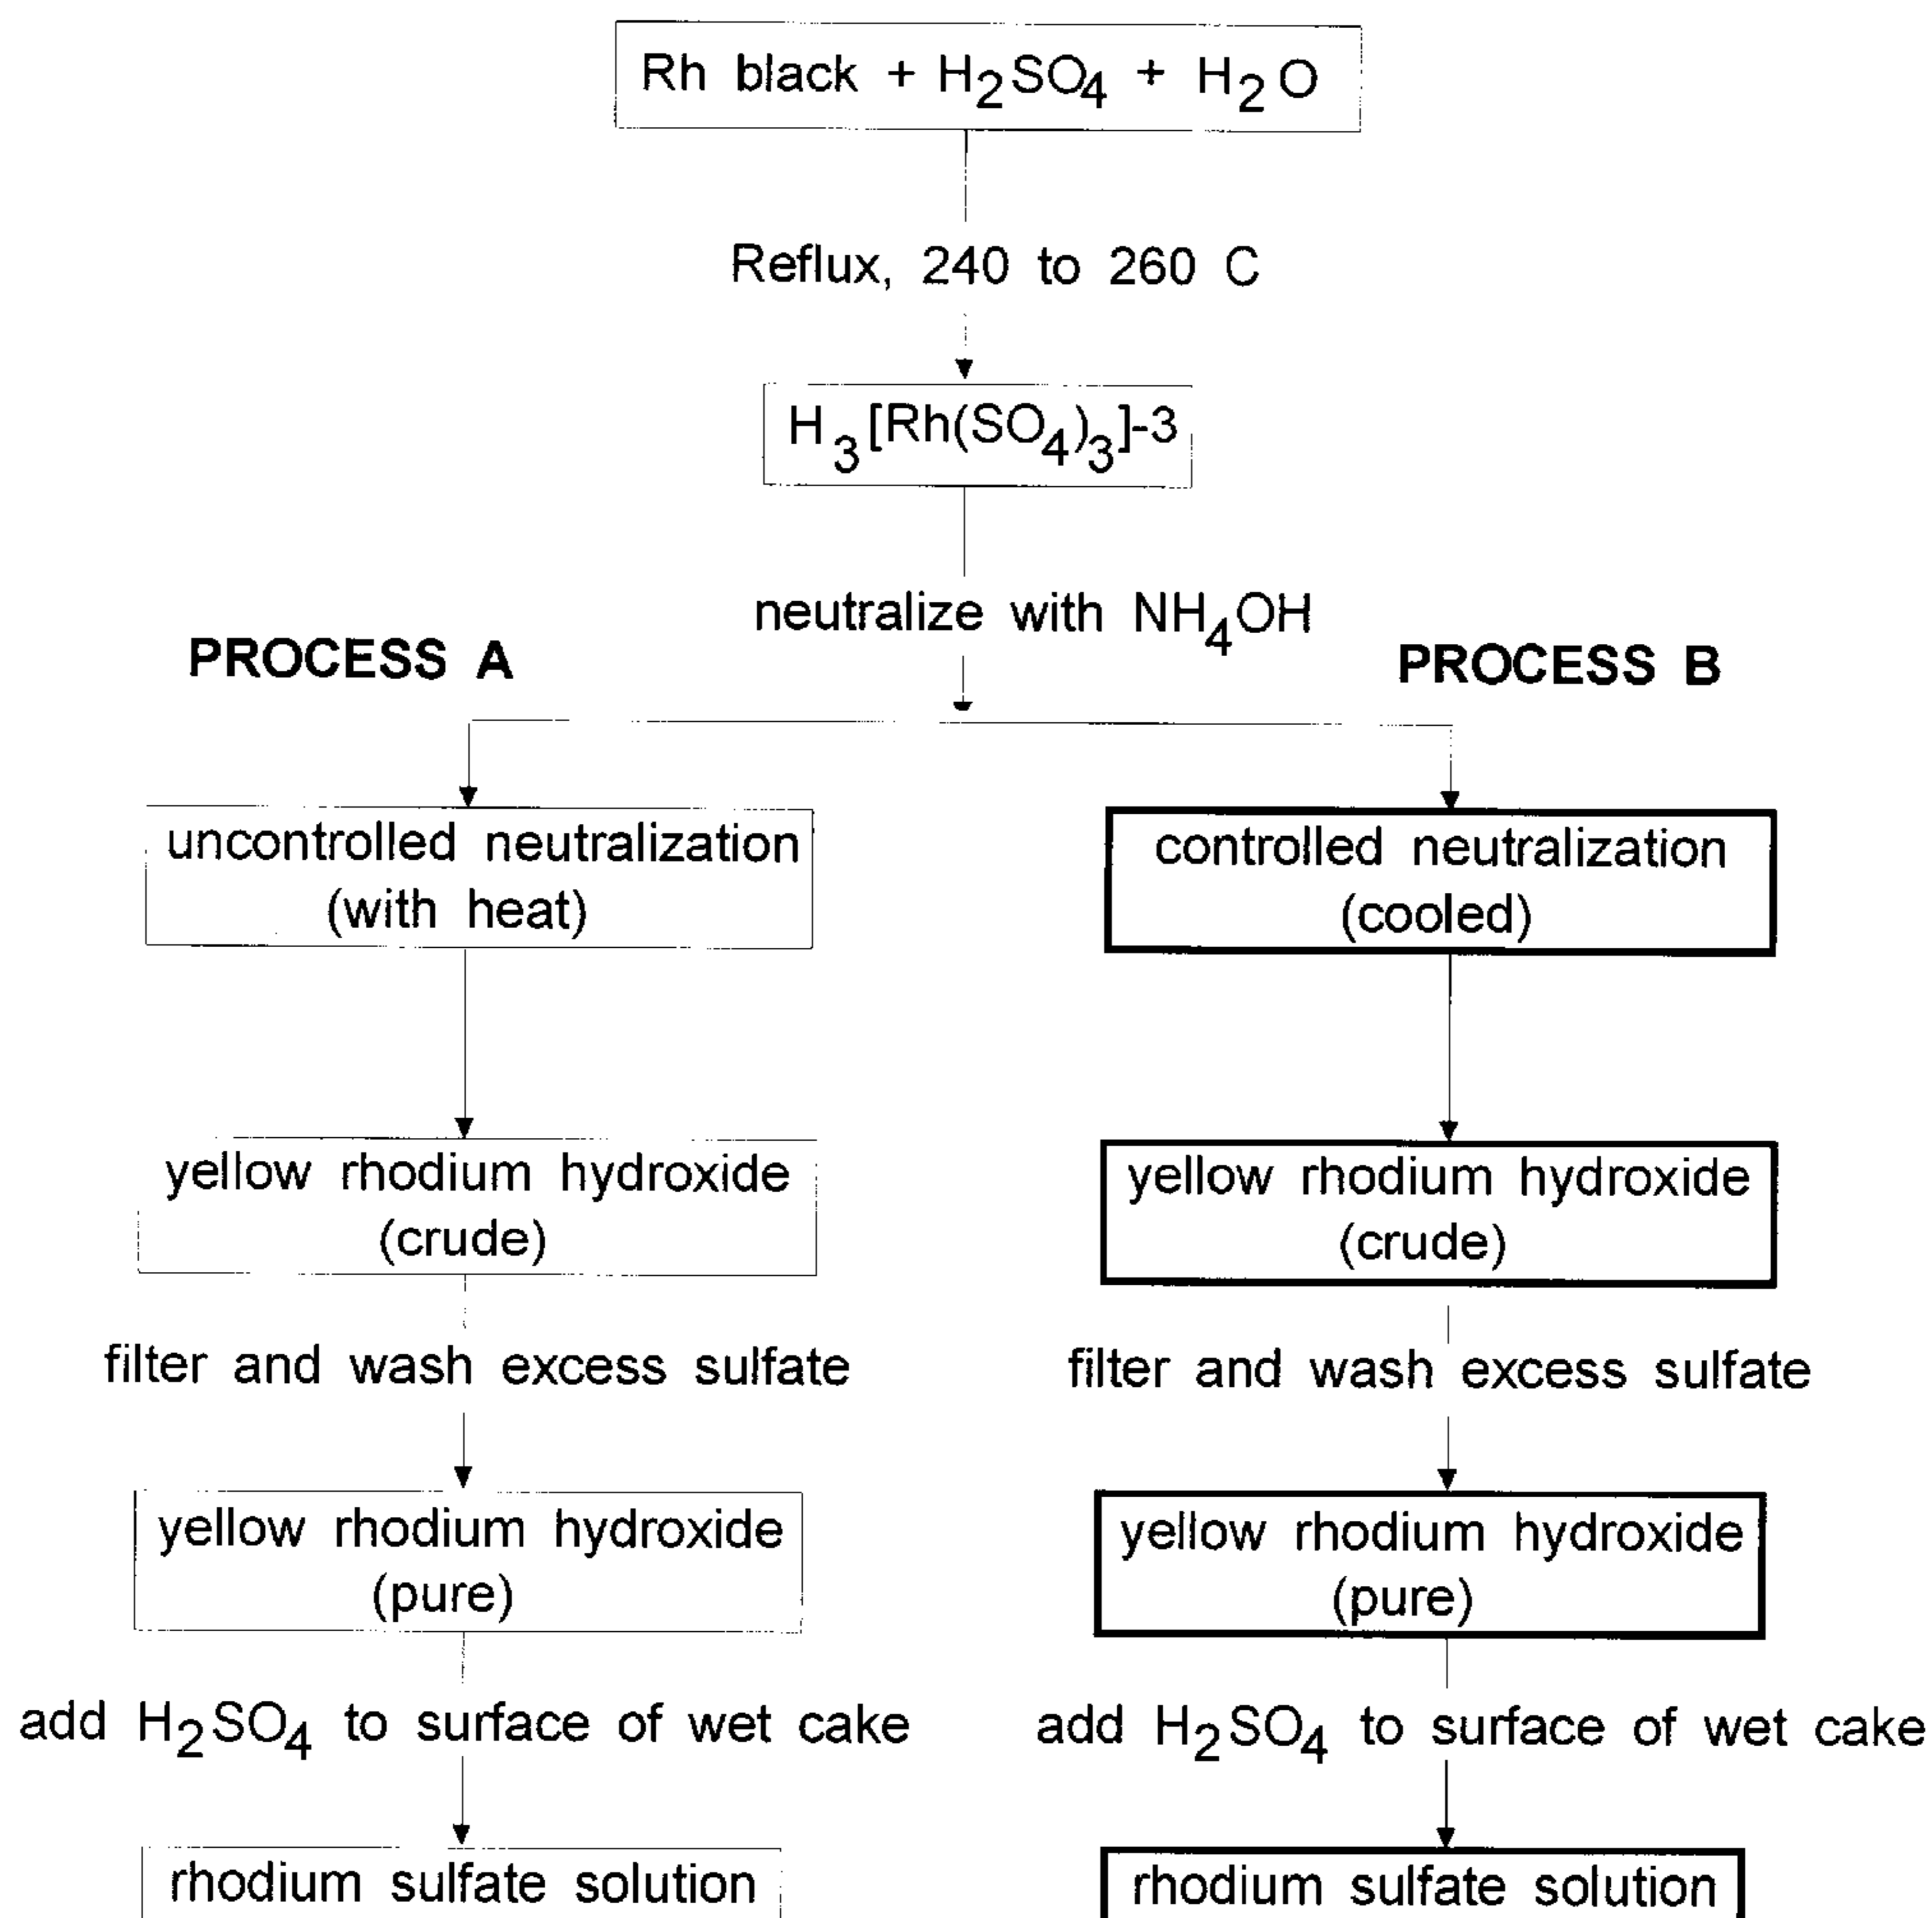 Rh black + H₂SO₄ + H₂O
Reflux, 240 to 260 C
H₃[Rh(SO₄)₃]-3
neutralize with NH₄OH
PROCESS A
PROCESS B
uncontrolled neutralization
(with heat)
controlled neutralization
(cooled)
yellow rhodium hydroxide
(crude)
yellow rhodium hydroxide
(crude)
filter and wash excess sulfate
filter and wash excess sulfate
yellow rhodium hydroxide
(pure)
yellow rhodium hydroxide
(pure)
add H₂SO₄ to surface of wet cake
add H₂SO₄ to surface of wet cake
rhodium sulfate solution
rhodium sulfate solution